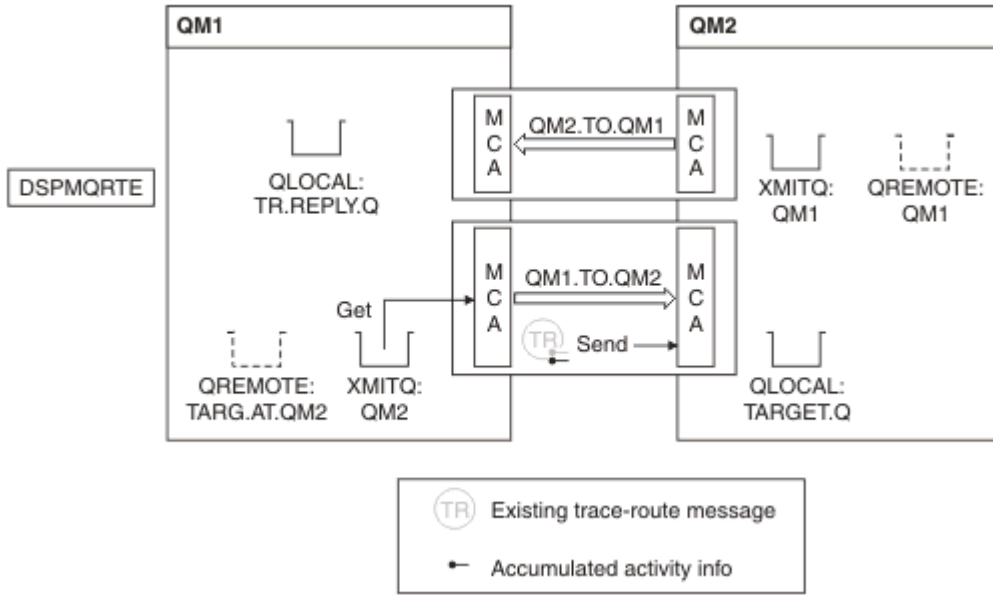 QM1
QM2
DSPMQRTE
QLOCAL:
TR.REPLY.Q
M
C
A
QM2.TO.QM1
M
C
A
XMITQ:
QM1
QREMOTE:
QM1
Get
M
C
A
QM1.TO.QM2
TR
Send
M
C
A
QREMOTE:
TARG.AT.QM2
XMITQ:
QM2
QLOCAL:
TARGET.Q
TR Existing trace-route message
Accumulated activity info